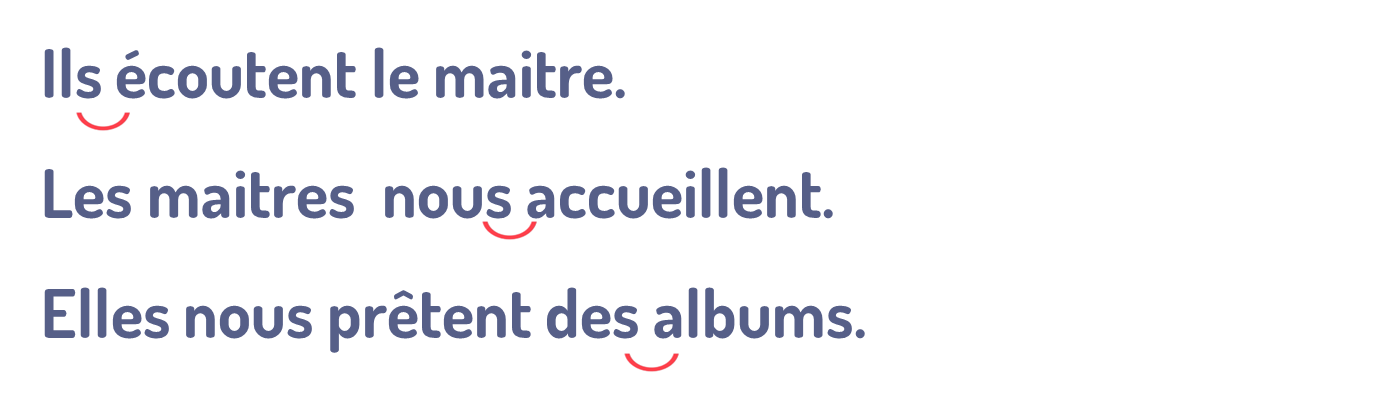 Ils écoutent le maitre.
Les maitres  nous accueillent.
Elles nous prêtent des albums.